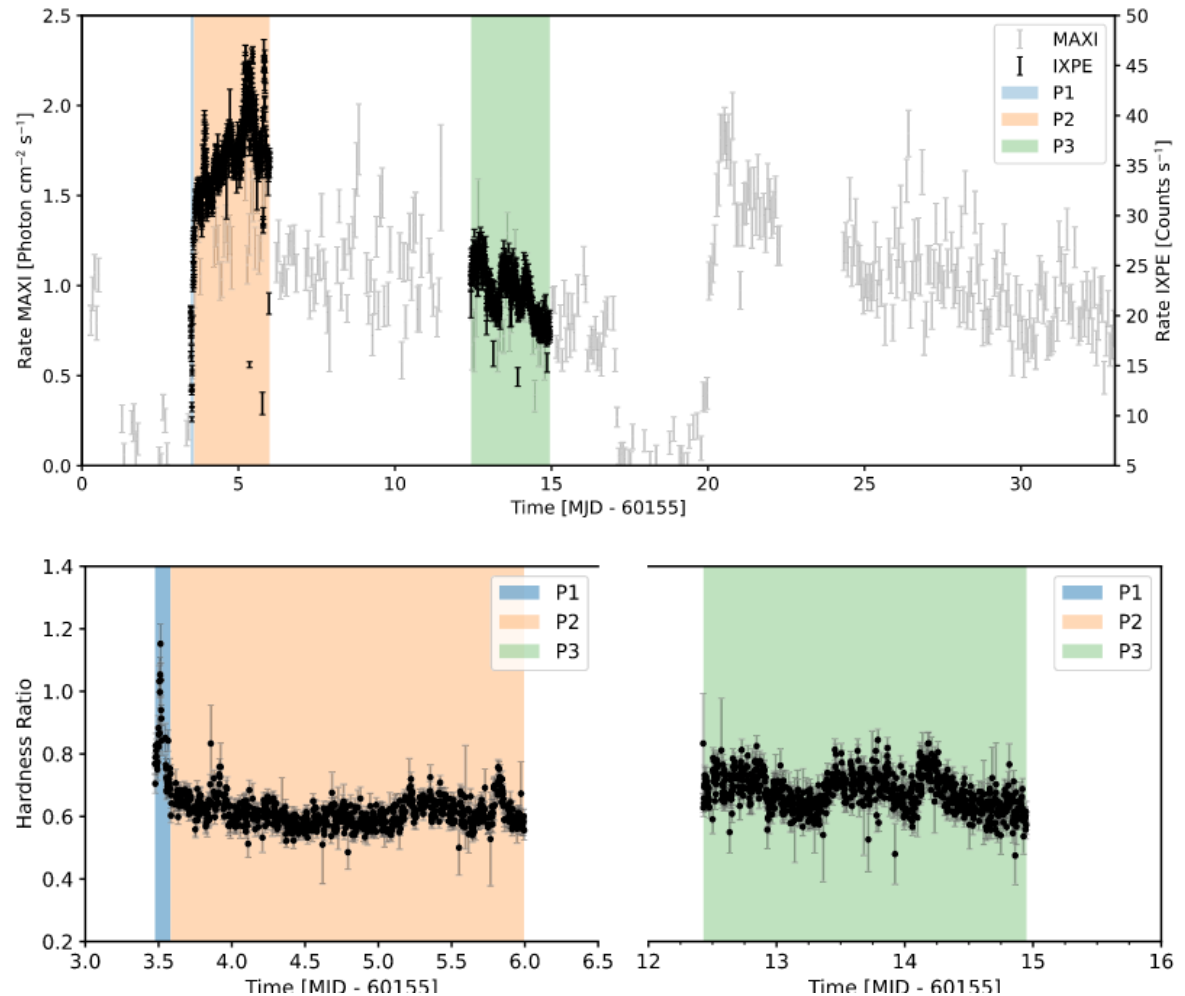 2.5
2.0
1.5
1.0
0.5
0.0
Rate MAXI [Photon cm⁻² s⁻¹]
50
45
40
35
30
25
20
15
10
5
Rate IXPE [Counts s⁻¹]
MAXI
IXPE
P1
P2
P3
0 5 10 15 20 25 30
Time [MJD - 60155]
1.4
1.2
1.0
0.8
0.6
0.4
0.2
Hardness Ratio
P1
P2
P3
3.0 3.5 4.0 4.5 5.0 5.5 6.0 6.5
Time [MJD - 60155]
P1
P2
P3
12 13 14 15 16
Time [MJD - 60155]